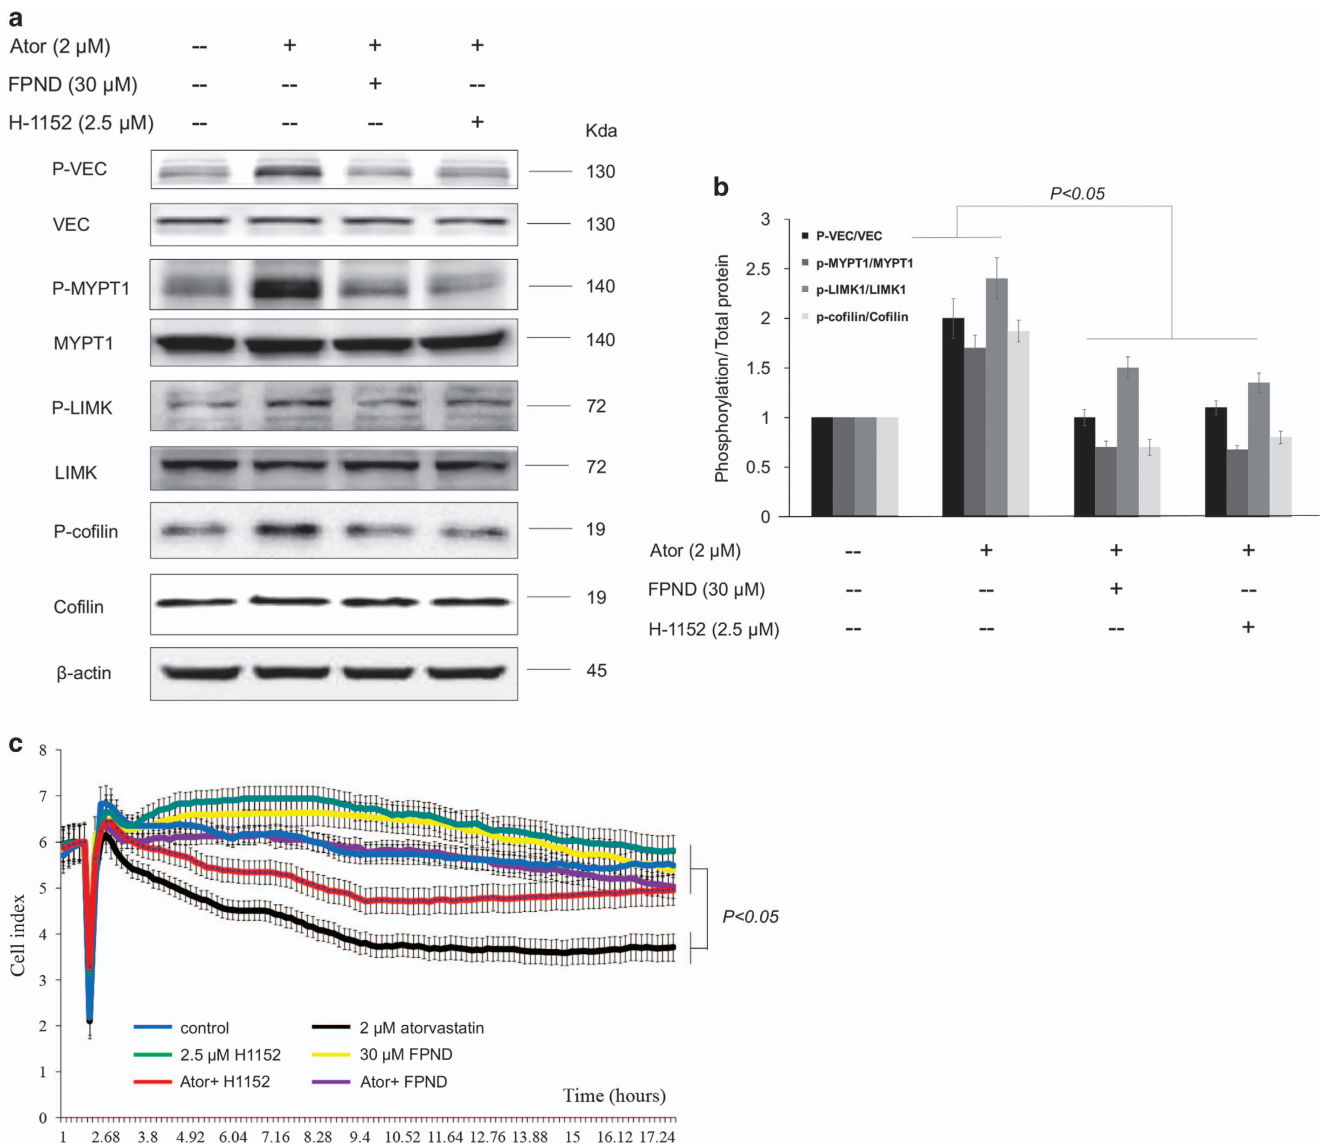 a
Ator (2 µM) -- + + +
FPND (30 µM) -- -- + --
H-1152 (2.5 µM) -- -- -- +
Kda
P-VEC 130
VEC 130
P-MYPT1 140
MYPT1 140
P-LIMK 72
LIMK 72
P-cofilin 19
Cofilin 19
β-actin 45
b
P<0.05
Phosphorylation/Total protein
3
2.5
2
1.5
1
0.5
0
P-VEC/VEC
p-MYPT1/MYPT1
p-LIMK1/LIMK1
p-cofilin/Cofilin
Ator (2 µM) -- + + +
FPND (30 µM) -- -- + --
H-1152 (2.5 µM) -- -- -- +
c
Cell index
8
7
6
5
4
3
2
1
0
P<0.05
control 2 µM atorvastatin
2.5 µM H1152 30 µM FPND
Ator+ H1152 Ator+ FPND
Time (hours)
1 2.68 3.8 4.92 6.04 7.16 8.28 9.4 10.52 11.64 12.76 13.88 15 16.12 17.24